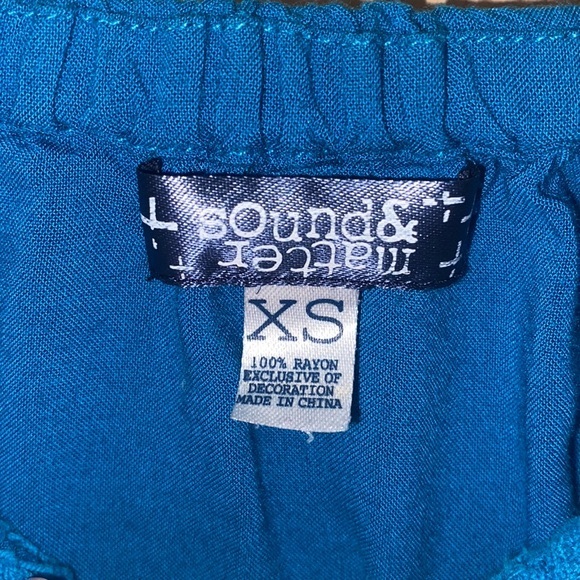 sound&
matter
XS
100% RAYON
EXCLUSIVE OF
DECORATION
MADE IN CHINA